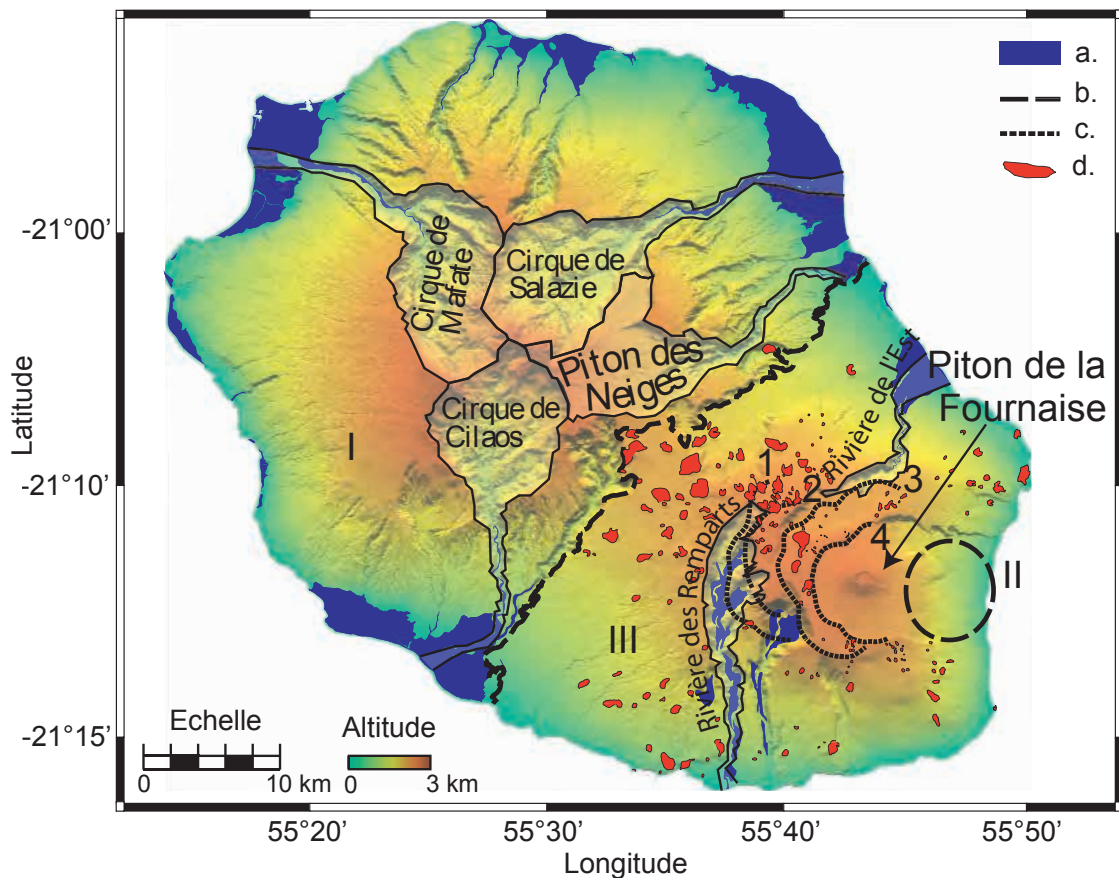 a.
b.
c.
d.
-21°00'
-21°10'
-21°15'
Latitude
Cirque de
Mafate
Cirque de
Salazie
Piton des
Neiges
Cirque de
Cilaos
Rivière de l'Est
Piton de la
Fournaise
I
1
2
3
4
II
III
Rivière des Remparts
Echelle
0
10 km
Altitude
0
3 km
55°20'
55°30'
55°40'
55°50'
Longitude